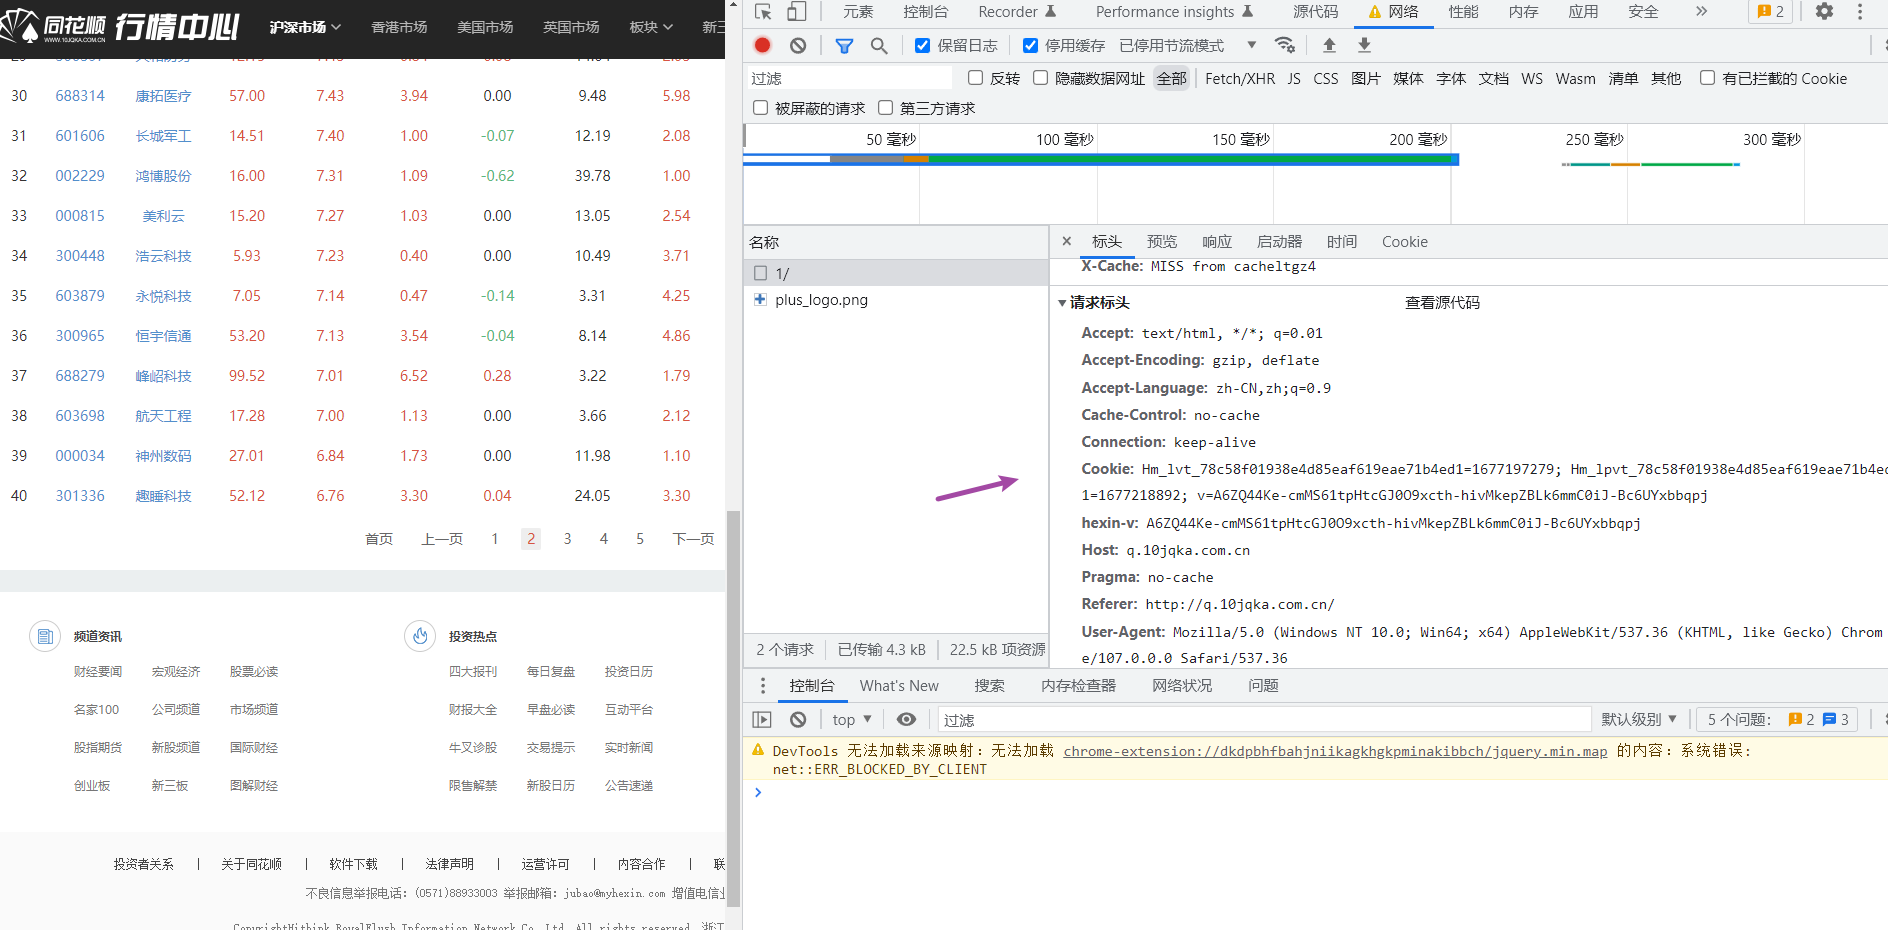 同花顺 行情中心 沪深市场 香港市场 美国市场 英国市场 板块 新三
WWW.10JQKA.COM.CN
30 688314 康拓医疗 57.00 7.43 3.94 0.00 9.48 5.98
31 601606 长城军工 14.51 7.40 1.00 -0.07 12.19 2.08
32 002229 鸿博股份 16.00 7.31 1.09 -0.62 39.78 1.00
33 000815 美利云 15.20 7.27 1.03 0.00 13.05 2.54
34 300448 浩云科技 5.93 7.23 0.40 0.00 10.49 3.71
35 603879 永悦科技 7.05 7.14 0.47 -0.14 3.31 4.25
36 300965 恒宇信通 53.20 7.13 3.54 -0.04 8.14 4.86
37 688279 峰岹科技 99.52 7.01 6.52 0.28 3.22 1.79
38 603698 航天工程 17.28 7.00 1.13 0.00 3.66 2.12
39 000034 神州数码 27.01 6.84 1.73 0.00 11.98 1.10
40 301336 趣睡科技 52.12 6.76 3.30 0.04 24.05 3.30
首页 上一页 1 2 3 4 5 下一页
频道资讯
财经要闻 宏观经济 股票必读
名家100 公司频道 市场频道
股指期货 新股频道 国际财经
创业板 新三板 图解财经
投资热点
四大报刊 每日复盘 投资日历
财报大全 早盘必读 互动平台
牛叉诊股 交易提示 实时新闻
限售解禁 新股日历 公告速递
投资者关系 | 关于同花顺 | 软件下载 | 法律声明 | 运营许可 | 内容合作 | 联
不良信息举报电话：(0571)88933003 举报邮箱：jubao@myhexin.com 增值电信业
CopyrightHithink RoyalFlush Information Network Co.,Ltd. All rights reserved. 浙江
元素 控制台 Recorder Performance insights 源代码 网络 性能 内存 应用 安全 » 2
保留日志 停用缓存 已停用节流模式
过滤 反转 隐藏数据网址 全部 Fetch/XHR JS CSS 图片 媒体 字体 文档 WS Wasm 清单 其他 有已拦截的 Cookie
被屏蔽的请求 第三方请求
50 毫秒 100 毫秒 150 毫秒 200 毫秒 250 毫秒 300 毫秒
名称
1/
plus_logo.png
2 个请求 已传输 4.3 kB 22.5 kB 项资源
× 标头 预览 响应 启动器 时间 Cookie
X-Cache: MISS from cacheltgz4
请求标头 查看源代码
Accept: text/html, */*; q=0.01
Accept-Encoding: gzip, deflate
Accept-Language: zh-CN,zh;q=0.9
Cache-Control: no-cache
Connection: keep-alive
Cookie: Hm_lvt_78c58f01938e4d85eaf619eae71b4ed1=1677197279; Hm_lpvt_78c58f01938e4d85eaf619eae71b4ed
1=1677218892; v=A6ZQ44Ke-cmMS61tpHtcGJ0O9xcth-hivMkepZBLk6mmC0iJ-Bc6UYxbbqpj
hexin-v: A6ZQ44Ke-cmMS61tpHtcGJ0O9xcth-hivMkepZBLk6mmC0iJ-Bc6UYxbbqpj
Host: q.10jqka.com.cn
Pragma: no-cache
Referer: http://q.10jqka.com.cn/
User-Agent: Mozilla/5.0 (Windows NT 10.0; Win64; x64) AppleWebKit/537.36 (KHTML, like Gecko) Chrom
e/107.0.0.0 Safari/537.36
控制台 What's New 搜索 内存检查器 网络状况 问题
top 过滤 默认级别 5 个问题: 2 3
DevTools 无法加载来源映射：无法加载 chrome-extension://dkdpbhfbahjniikagkhgkpminakibbch/jquery.min.map 的内容：系统错误:
net::ERR_BLOCKED_BY_CLIENT